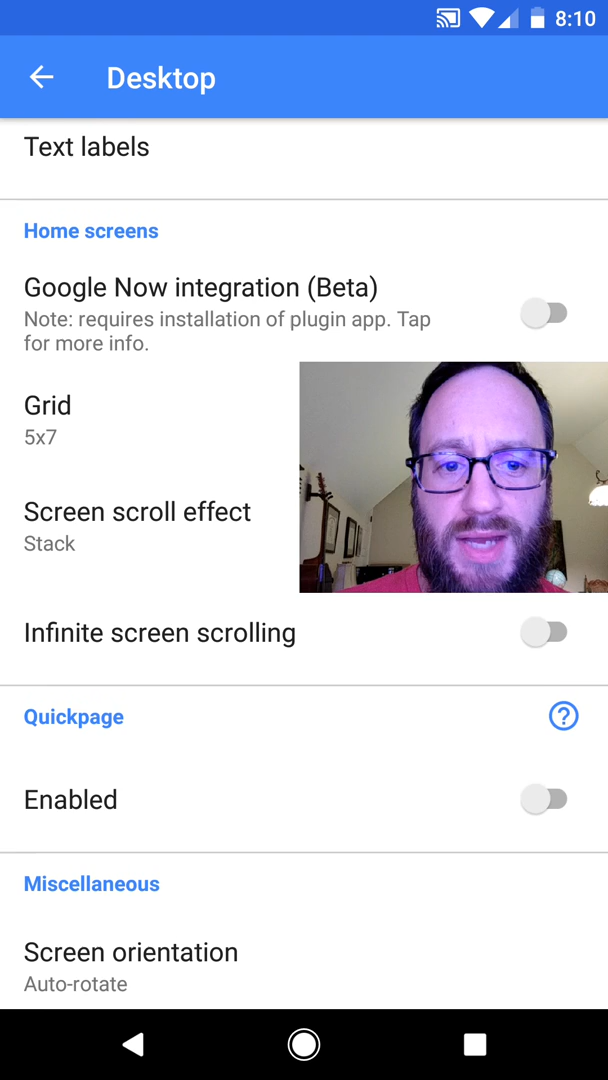 8:10
Desktop
Text labels
Home screens
Google Now integration (Beta)
Note: requires installation of plugin app. Tap
for more info.
Grid
5x7
Screen scroll effect
Stack
Infinite screen scrolling
Quickpage
?
Enabled
Miscellaneous
Screen orientation
Auto-rotate